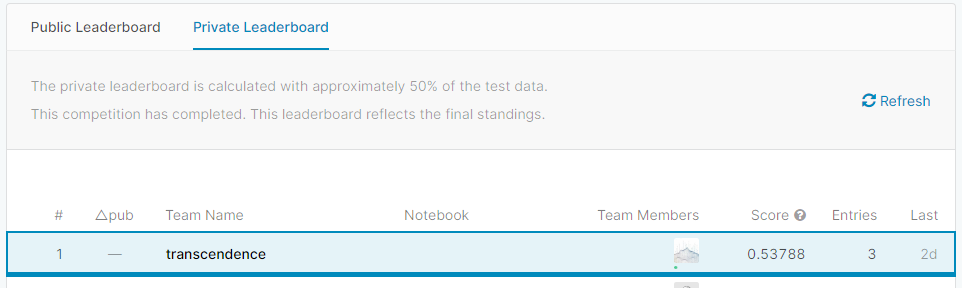 Public Leaderboard Private Leaderboard
The private leaderboard is calculated with approximately 50% of the test data.
This competition has completed. This leaderboard reflects the final standings.
Refresh
# △pub Team Name Notebook Team Members Score ? Entries Last
1 — transcendence 0.53788 3 2d